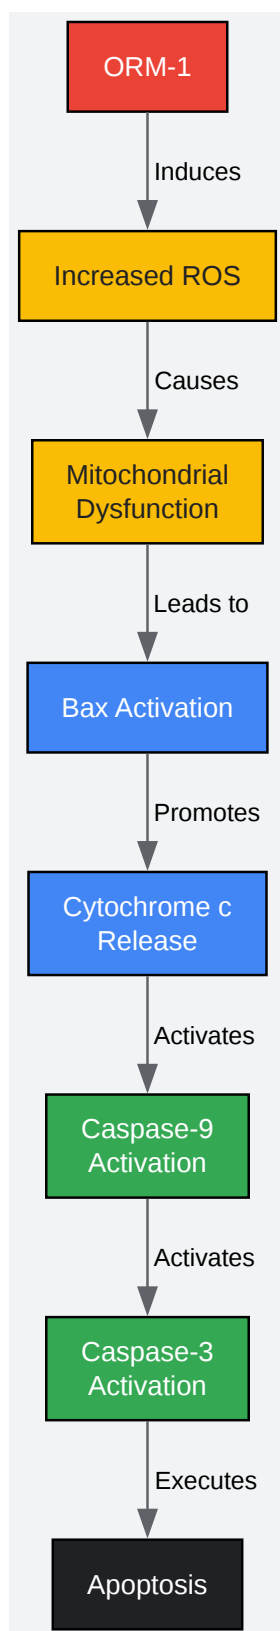 ORM-1
Induces
Increased ROS
Causes
Mitochondrial
Dysfunction
Leads to
Bax Activation
Promotes
Cytochrome c
Release
Activates
Caspase-9
Activation
Activates
Caspase-3
Activation
Executes
Apoptosis